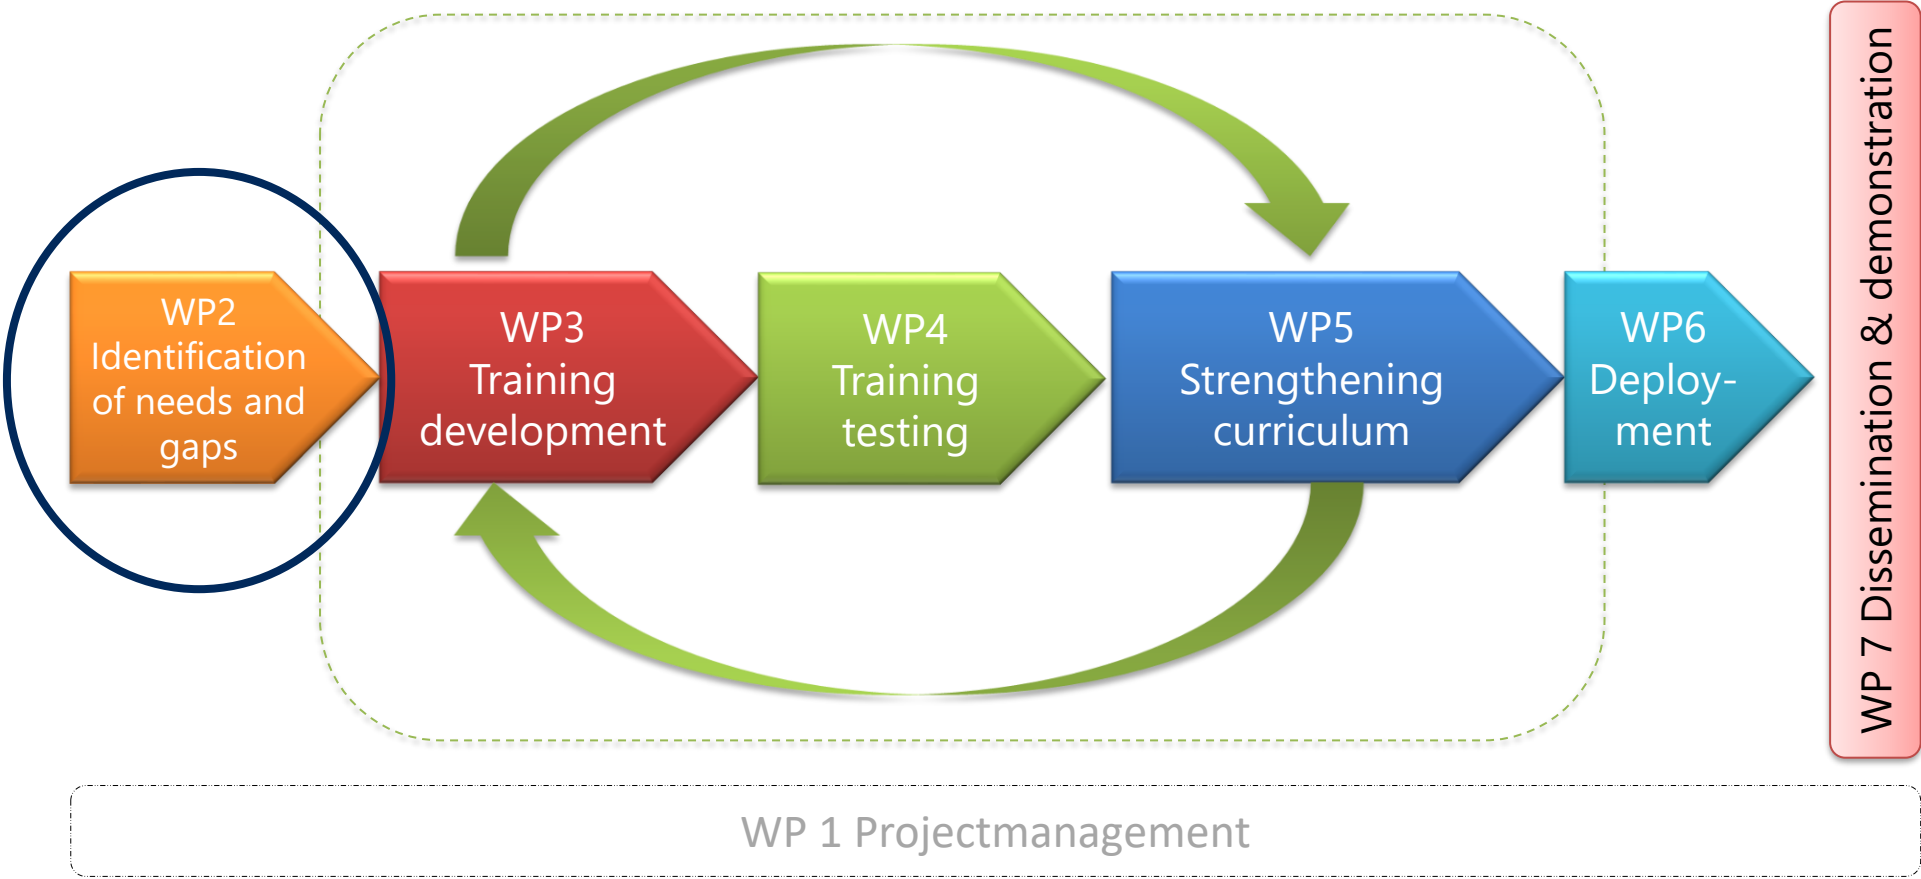 WP2
Identification
of needs and
gaps
WP3
Training
development
WP4
Training
testing
WP5
Strengthening
curriculum
WP6
Deploy-
ment
WP 7 Dissemination & demonstration
WP 1 Projectmanagement